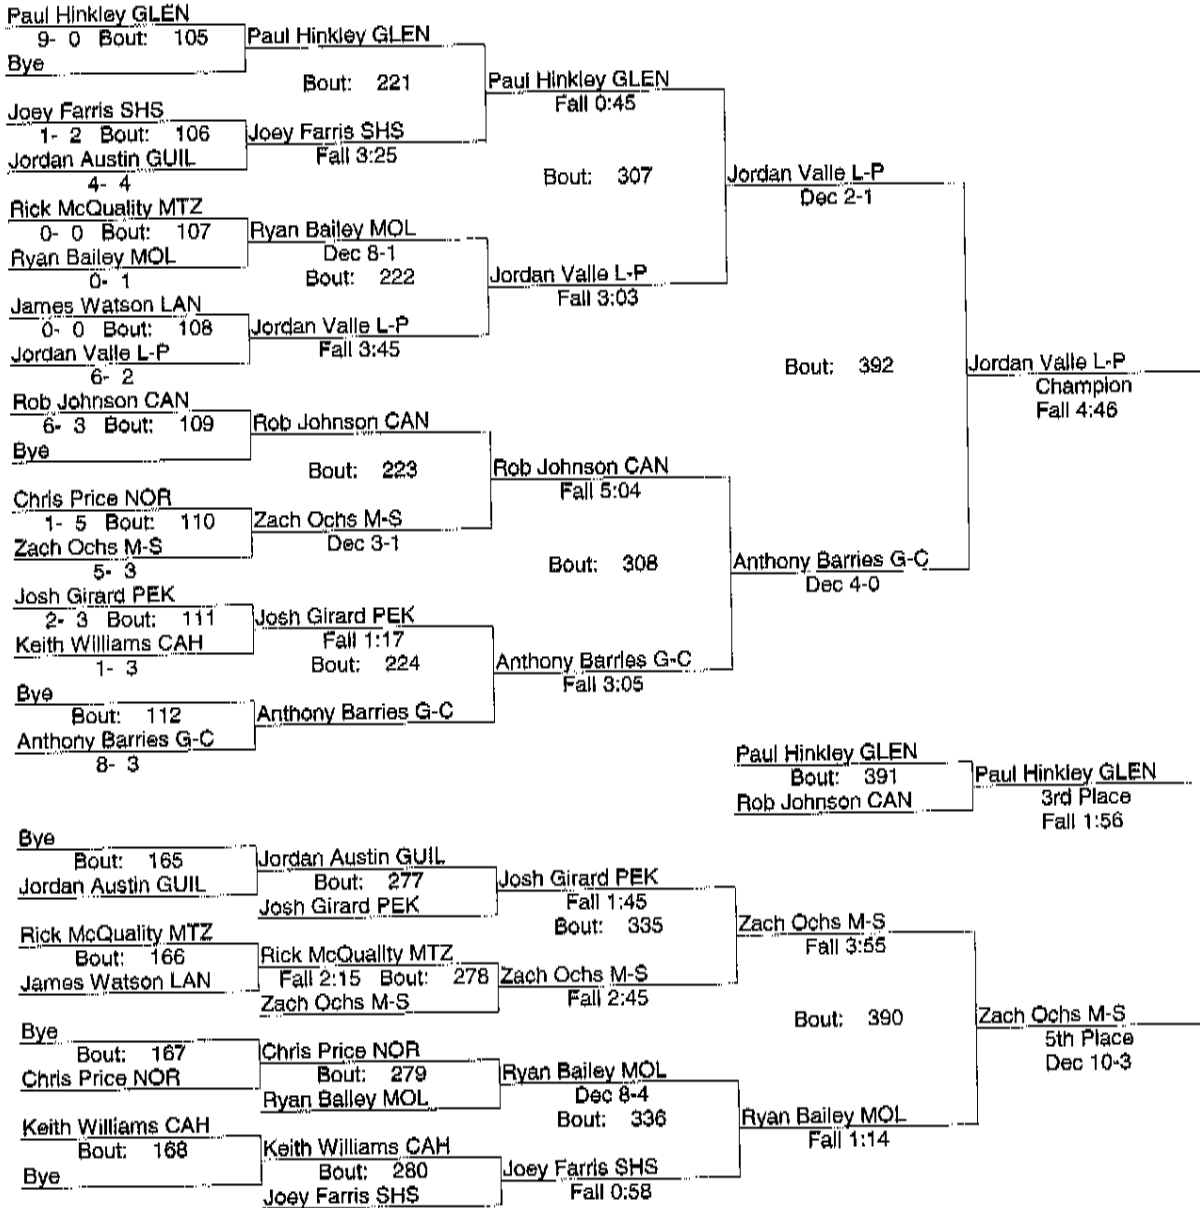 Paul Hinkley GLEN
9- 0 Bout: 105
Bye
Paul Hinkley GLEN
Bout: 221
Joey Farris SHS
1- 2 Bout: 106
Jordan Austin GUIL
4- 4
Joey Farris SHS
Fall 3:25
Paul Hinkley GLEN
Fall 0:45
Bout: 307
Rick McQuality MTZ
0- 0 Bout: 107
Ryan Bailey MOL
0- 1
Ryan Bailey MOL
Dec 8-1
Bout: 222
James Watson LAN
0- 0 Bout: 108
Jordan Valle L-P
6- 2
Jordan Valle L-P
Fall 3:45
Jordan Valle L-P
Fall 3:03
Jordan Valle L-P
Dec 2-1
Bout: 392
Rob Johnson CAN
6- 3 Bout: 109
Bye
Rob Johnson CAN
Bout: 223
Chris Price NOR
1- 5 Bout: 110
Zach Ochs M-S
5- 3
Zach Ochs M-S
Dec 3-1
Rob Johnson CAN
Fall 5:04
Bout: 308
Josh Girard PEK
2- 3 Bout: 111
Keith Williams CAH
1- 3
Josh Girard PEK
Fall 1:17
Bout: 224
Bye
Bout: 112
Anthony Barries G-C
8- 3
Anthony Barries G-C
Anthony Barries G-C
Fall 3:05
Anthony Barries G-C
Dec 4-0
Jordan Valle L-P
Champion
Fall 4:46
Paul Hinkley GLEN
Bout: 391
Rob Johnson CAN
Paul Hinkley GLEN
3rd Place
Fall 1:56
Bye
Bout: 165
Jordan Austin GUIL
Jordan Austin GUIL
Bout: 277
Josh Girard PEK
Josh Girard PEK
Fall 1:45
Bout: 335
Rick McQuality MTZ
Bout: 166
James Watson LAN
Rick McQuality MTZ
Fall 2:15 Bout: 278
Zach Ochs M-S
Zach Ochs M-S
Fall 2:45
Zach Ochs M-S
Fall 3:55
Bout: 390
Bye
Bout: 167
Chris Price NOR
Chris Price NOR
Bout: 279
Ryan Bailey MOL
Ryan Bailey MOL
Dec 8-4
Bout: 336
Keith Williams CAH
Bout: 168
Bye
Keith Williams CAH
Bout: 280
Joey Farris SHS
Joey Farris SHS
Fall 0:58
Ryan Bailey MOL
Fall 1:14
Zach Ochs M-S
5th Place
Dec 10-3